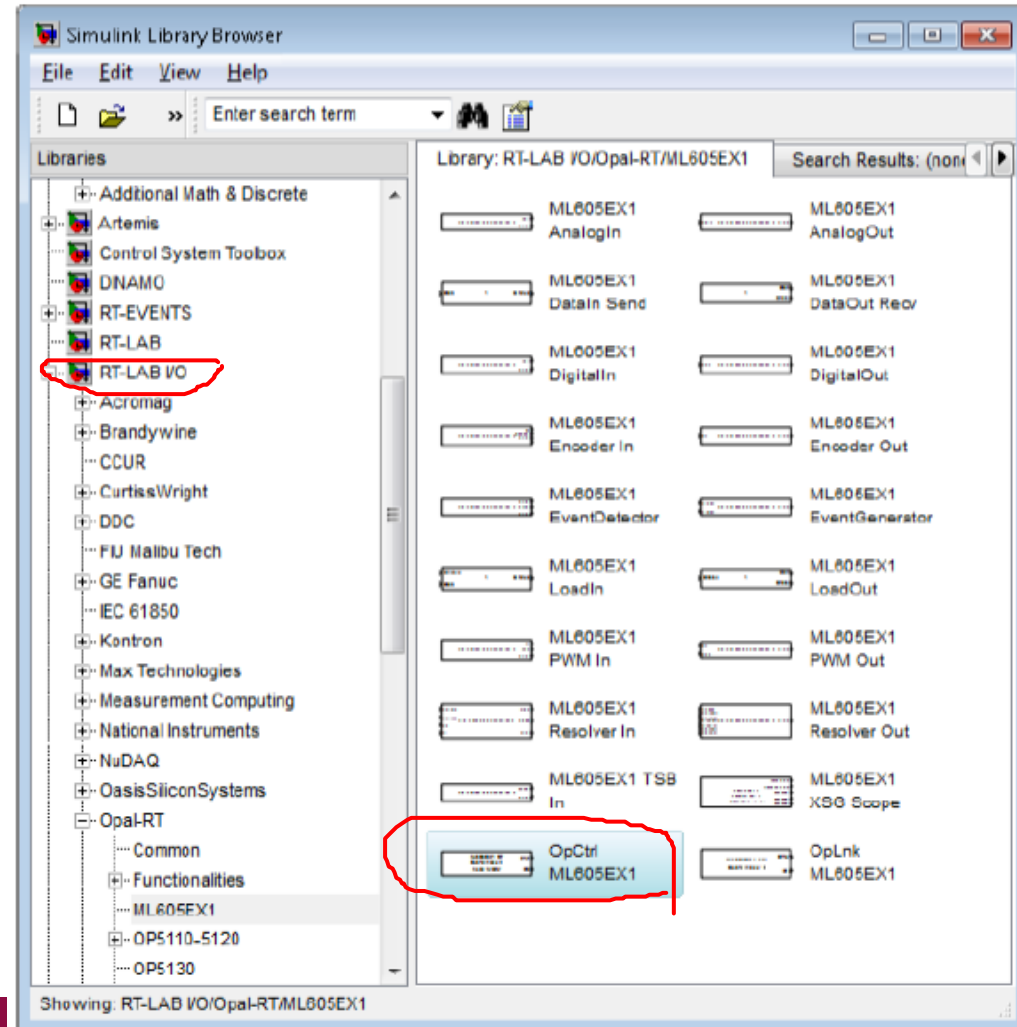 Simulink Library Browser
File Edit View Help
» Enter search term
Libraries
Additional Math & Discrete
Artemis
Control System Toolbox
DINAMO
RT-EVENTS
RT-LAB
RT-LAB I/O
Acromag
Brandywine
CCUR
CurtissWright
DDC
FIU Malibu Tech
GE Fanuc
IEC 61850
Kontron
Max Technologies
Measurement Computing
National Instruments
NuDAQ
OasisSiliconSystems
Opal-RT
Common
Functionalities
ML605EX1
OP5110-5120
OP5130
Library: RT-LAB I/O/Opal-RT/ML605EX1
Search Results: (none
ML605EX1
AnalogIn
ML605EX1
AnalogOut
ML605EX1
DataIn Send
ML605EX1
DataOut Recv
ML605EX1
DigitalIn
ML605EX1
DigitalOut
ML605EX1
Encoder In
ML605EX1
Encoder Out
ML605EX1
EventDetector
ML605EX1
EventGenerator
ML605EX1
LoadIn
ML605EX1
LoadOut
ML605EX1
PWM In
ML605EX1
PWM Out
ML605EX1
Resolver In
ML605EX1
Resolver Out
ML605EX1 TSB
In
ML605EX1
XSG Scope
OpCtrl
ML605EX1
OpLnk
ML605EX1
Showing: RT-LAB I/O/Opal-RT/ML605EX1